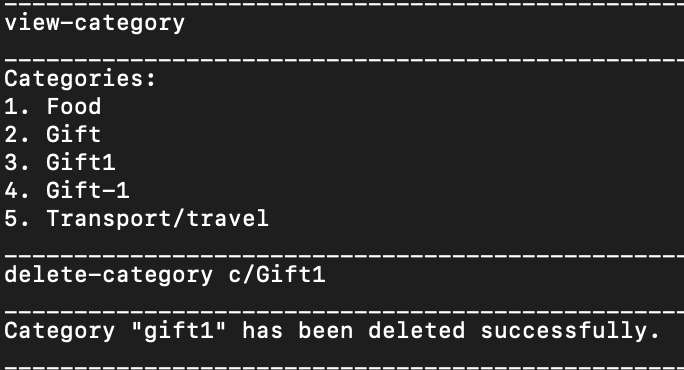 view-category
Categories:
1. Food
2. Gift
3. Gift1
4. Gift-1
5. Transport/travel
delete-category c/Gift1
Category "gift1" has been deleted successfully.